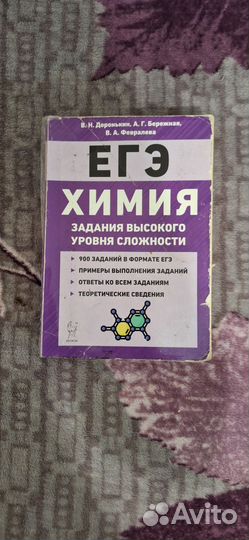 В. Н. Доронькин, А. Г. Бережная,
В. А. Февралева
ЕГЭ
ХИМИЯ
ЗАДАНИЯ ВЫСОКОГО
УРОВНЯ СЛОЖНОСТИ
• 900 ЗАДАНИЙ В ФОРМАТЕ ЕГЭ
• ПРИМЕРЫ ВЫПОЛНЕНИЯ ЗАДАНИЙ
• ОТВЕТЫ КО ВСЕМ ЗАДАНИЯМ
• ТЕОРЕТИЧЕСКИЕ СВЕДЕНИЯ
Avito